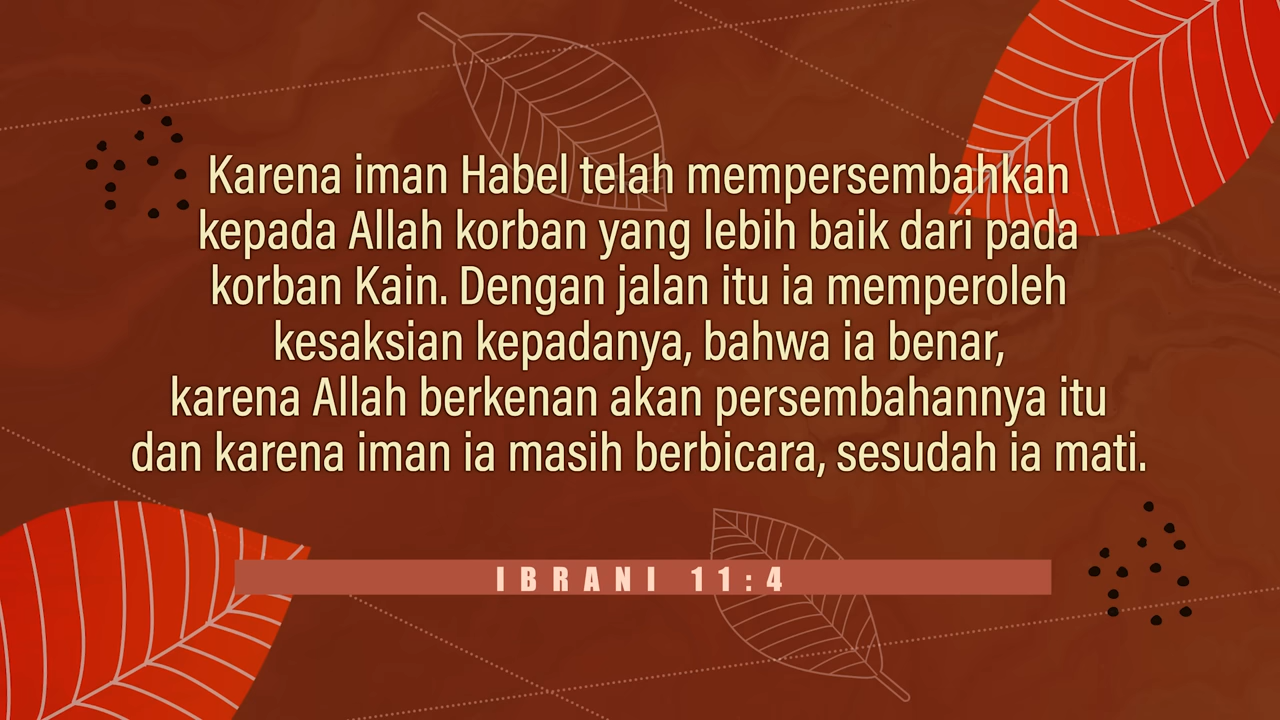 Karena iman Habel telah mempersembahkan
kepada Allah korban yang lebih baik dari pada
korban Kain. Dengan jalan itu ia memperoleh
kesaksian kepadanya, bahwa ia benar,
karena Allah berkenan akan persembahannya itu
dan karena iman ia masih berbicara, sesudah ia mati.
IBRANI 11:4